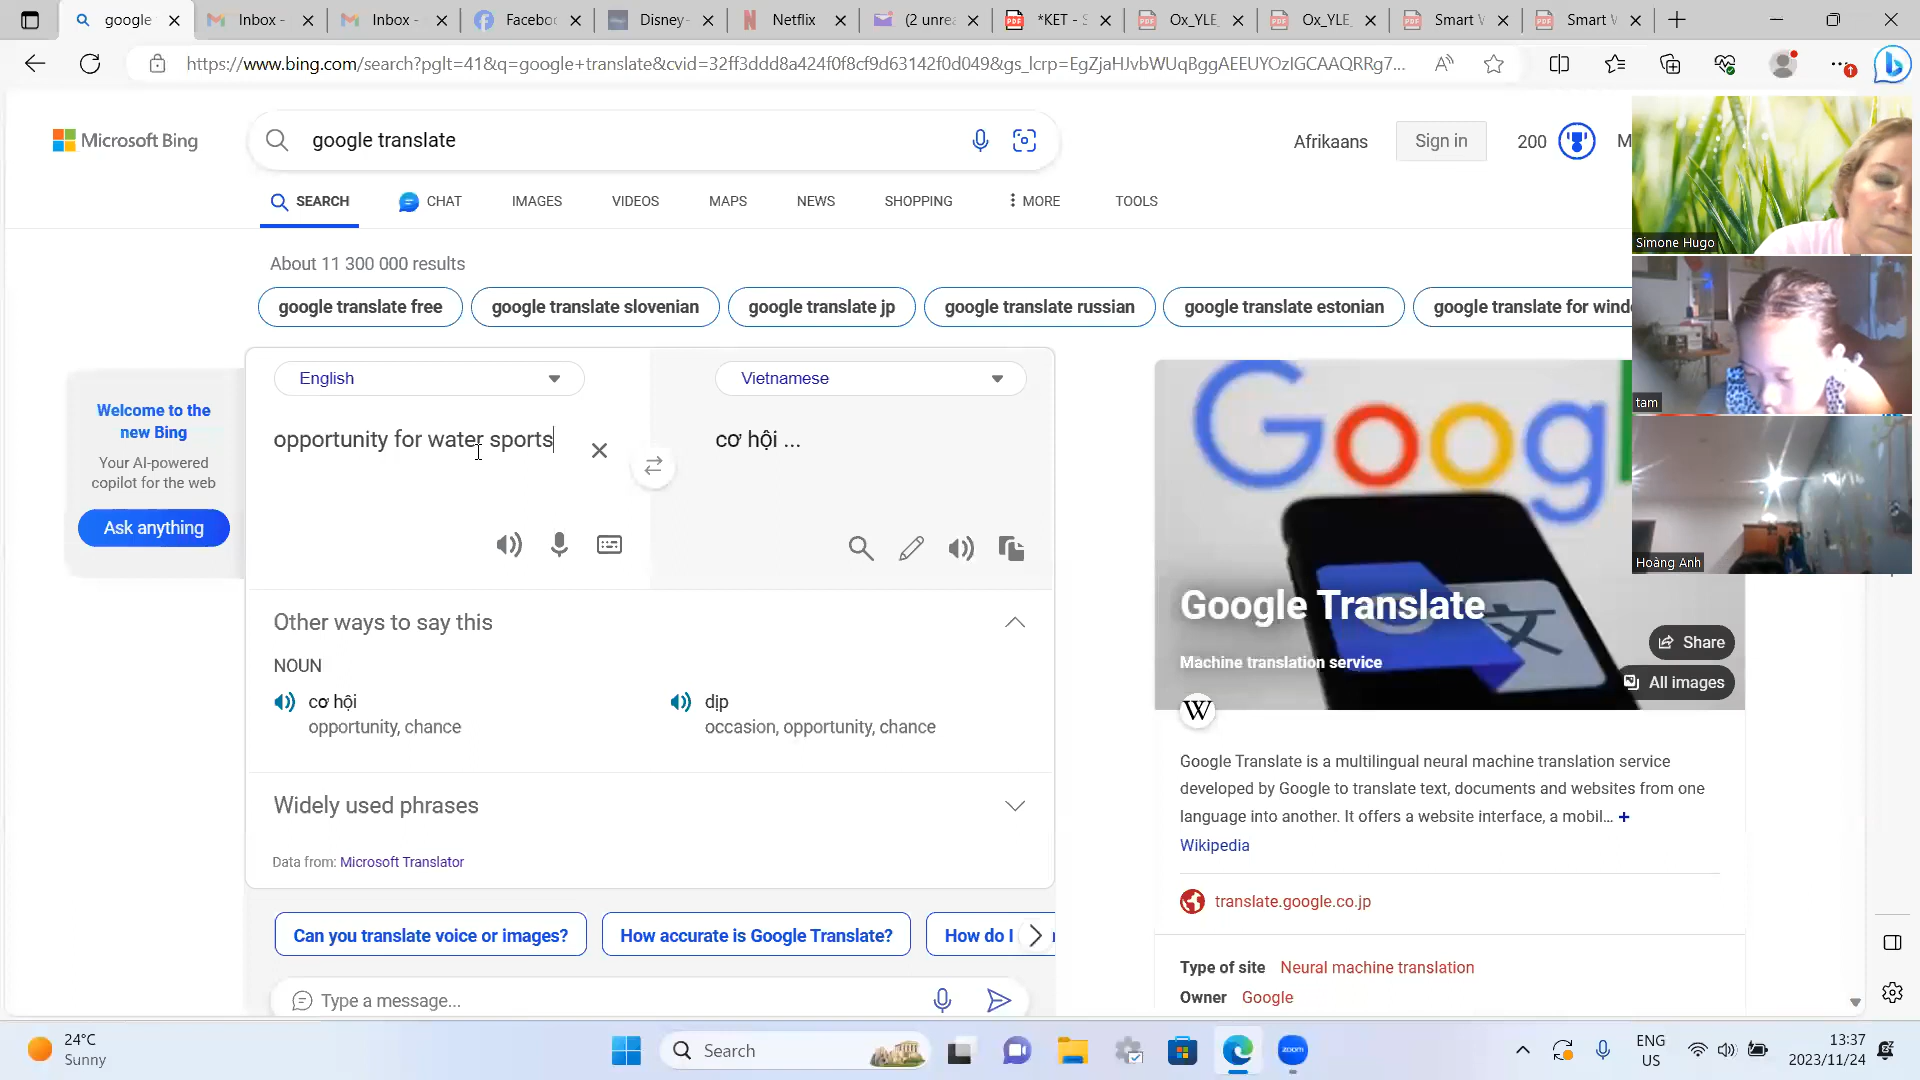 google
Inbox -
Inbox -
Faceboo
Disney-
Netflix
(2 unrea
*KET - S
Ox_YLE_
Ox_YLE_
Smart W
Smart W
https://www.bing.com/search?pglt=41&q=google+translate&cvid=32ff3ddd8a424f0f8cf9d63142f0d049&gs_lcrp=EgZjaHJvbWUqBggAEEUYOzIGCAAQRRg7...
Microsoft Bing
google translate
Afrikaans
Sign in
200
M
SEARCH
CHAT
IMAGES
VIDEOS
MAPS
NEWS
SHOPPING
MORE
TOOLS
Simone Hugo
About 11 300 000 results
google translate free
google translate slovenian
google translate jp
google translate russian
google translate estonian
google translate for wind
tam
Welcome to the
new Bing
Your AI-powered
copilot for the web
Ask anything
English
Vietnamese
opportunity for water sports
cơ hội ...
Googl
Hoàng Anh
Google Translate
Machine translation service
Share
All images
Other ways to say this
NOUN
cơ hội
opportunity, chance
dịp
occasion, opportunity, chance
Widely used phrases
Data from: Microsoft Translator
W
Google Translate is a multilingual neural machine translation service
developed by Google to translate text, documents and websites from one
language into another. It offers a website interface, a mobil... +
Wikipedia
translate.google.co.jp
Can you translate voice or images?
How accurate is Google Translate?
How do I
Type a message...
Type of site Neural machine translation
Owner Google
24°C
Sunny
Search
zoom
ENG
US
13:37
2023/11/24